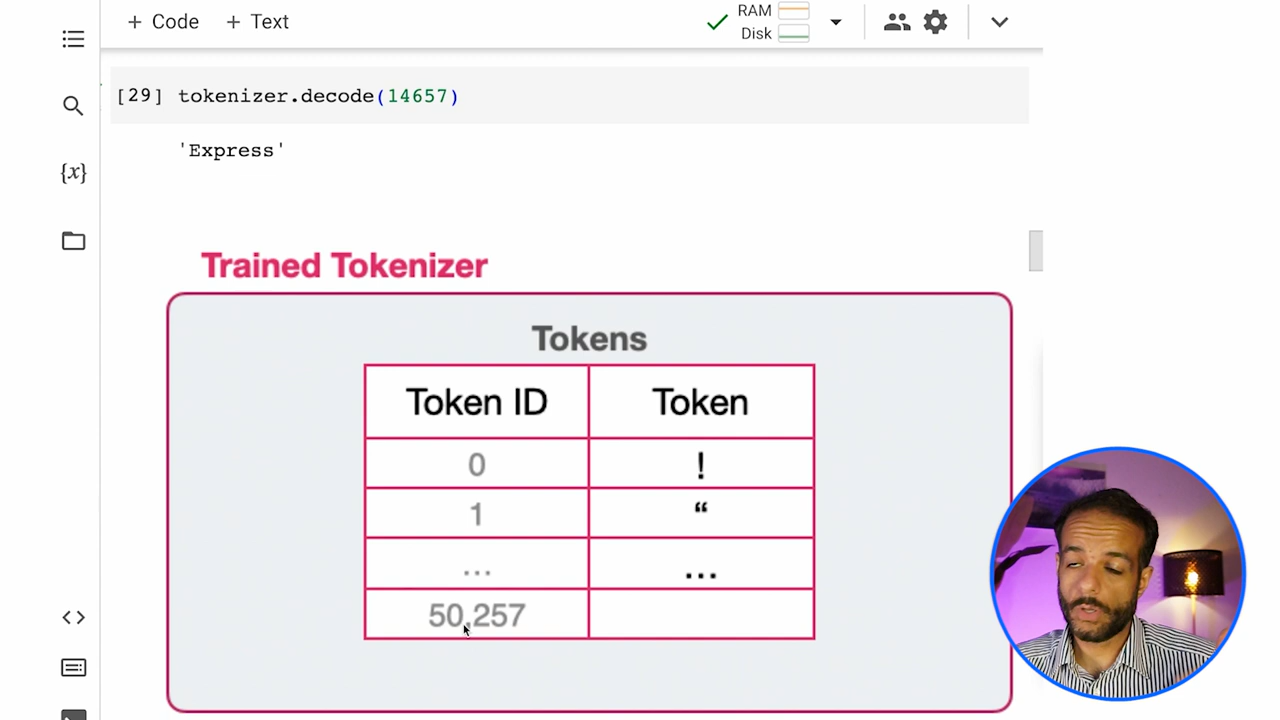 + Code + Text
RAM
Disk
{x}
[29] tokenizer.decode(14657)
'Express'
Trained Tokenizer
Tokens
Token ID Token
0 !
1 “
... ...
50,257